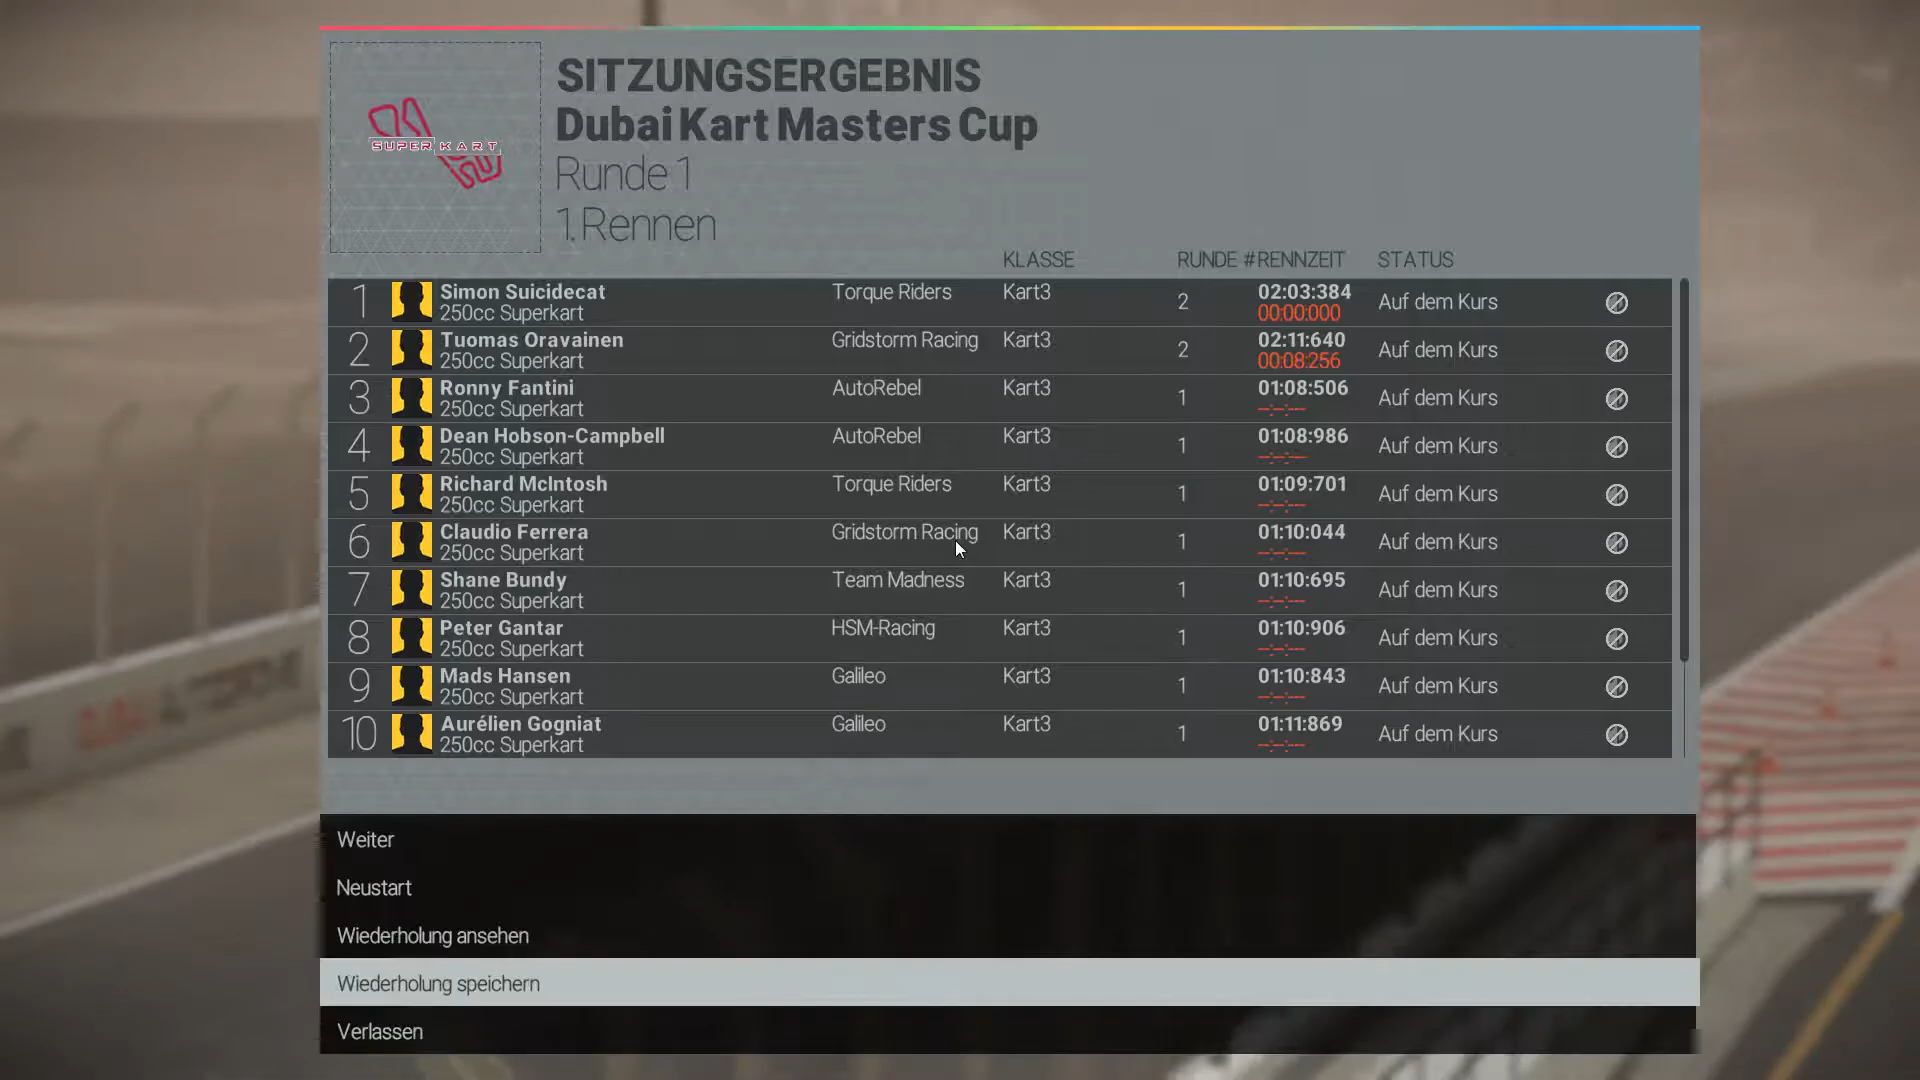 SUPER KART
SITZUNGSERGEBNIS
Dubai Kart Masters Cup
Runde 1
1. Rennen
KLASSE RUNDE # RENNZEIT STATUS
1 Simon Suicidecat Torque Riders Kart3 2 02:03:384 Auf dem Kurs
250cc Superkart 00:00:000
2 Tuomas Oravainen Gridstorm Racing Kart3 2 02:11:640 Auf dem Kurs
250cc Superkart 00:08:256
3 Ronny Fantini AutoRebel Kart3 1 01:08:506 Auf dem Kurs
250cc Superkart --:--:---
4 Dean Hobson-Campbell AutoRebel Kart3 1 01:08:986 Auf dem Kurs
250cc Superkart --:--:---
5 Richard McIntosh Torque Riders Kart3 1 01:09:701 Auf dem Kurs
250cc Superkart --:--:---
6 Claudio Ferrera Gridstorm Racing Kart3 1 01:10:044 Auf dem Kurs
250cc Superkart --:--:---
7 Shane Bundy Team Madness Kart3 1 01:10:695 Auf dem Kurs
250cc Superkart --:--:---
8 Peter Gantar HSM-Racing Kart3 1 01:10:906 Auf dem Kurs
250cc Superkart --:--:---
9 Mads Hansen Galileo Kart3 1 01:10:843 Auf dem Kurs
250cc Superkart --:--:---
10 Aurélien Gogniat Galileo Kart3 1 01:11:869 Auf dem Kurs
250cc Superkart --:--:---
Weiter
Neustart
Wiederholung ansehen
Wiederholung speichern
Verlassen